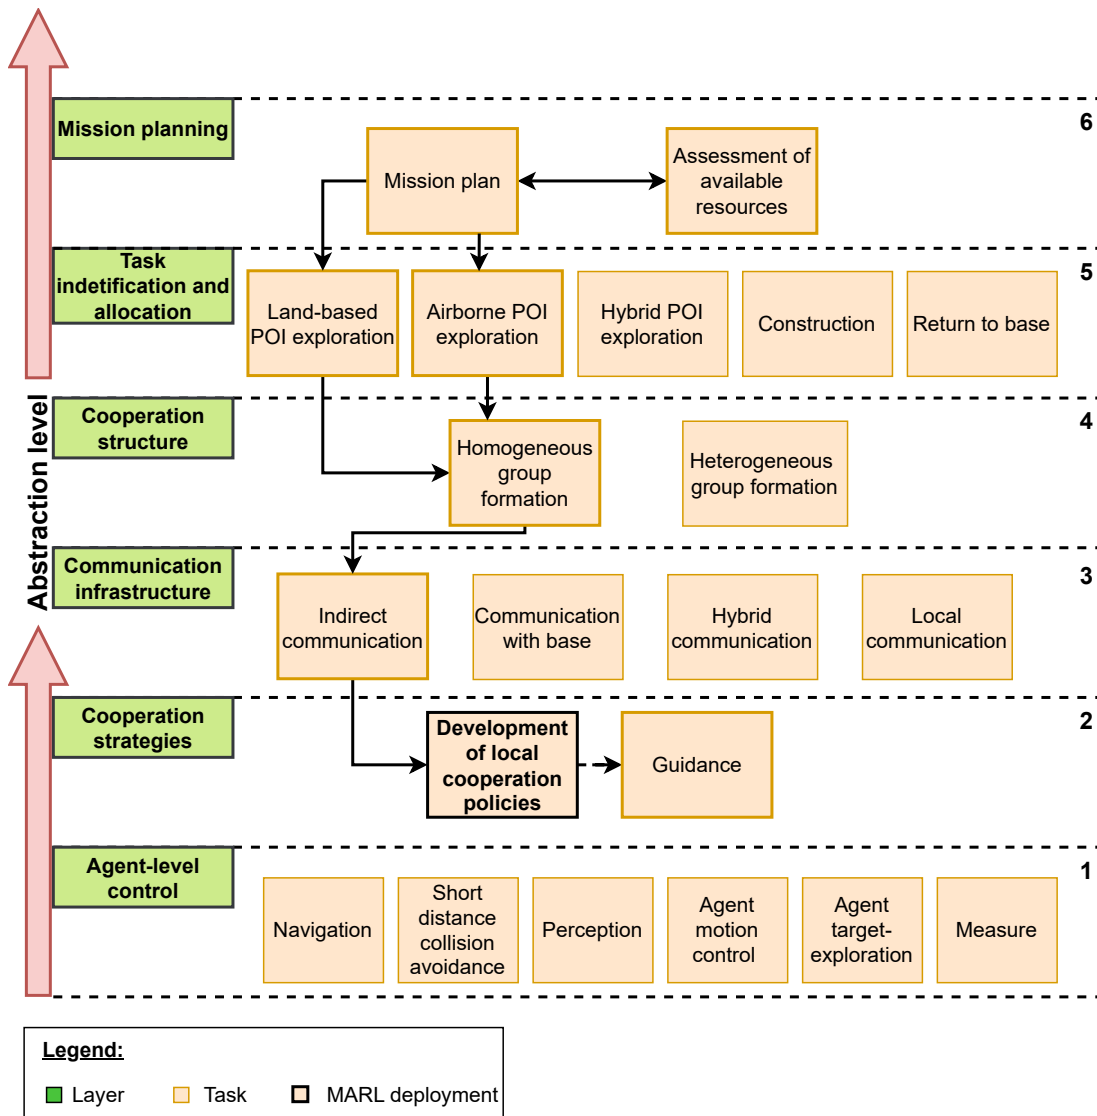 Mission planning
6
Mission plan
Assessment of
available
resources
Task
indetification and
allocation
5
Land-based
POI exploration
Airborne POI
exploration
Hybrid POI
exploration
Construction
Return to base
Abstraction level
Cooperation
structure
4
Homogeneous
group
formation
Heterogeneous
group formation
Communication
infrastructure
3
Indirect
communication
Communication
with base
Hybrid
communication
Local
communication
Cooperation
strategies
2
Development
of local
cooperation
policies
Guidance
Agent-level
control
1
Navigation
Short
distance
collision
avoidance
Perception
Agent
motion
control
Agent
target-
exploration
Measure
Legend:
Layer
Task
MARL deployment